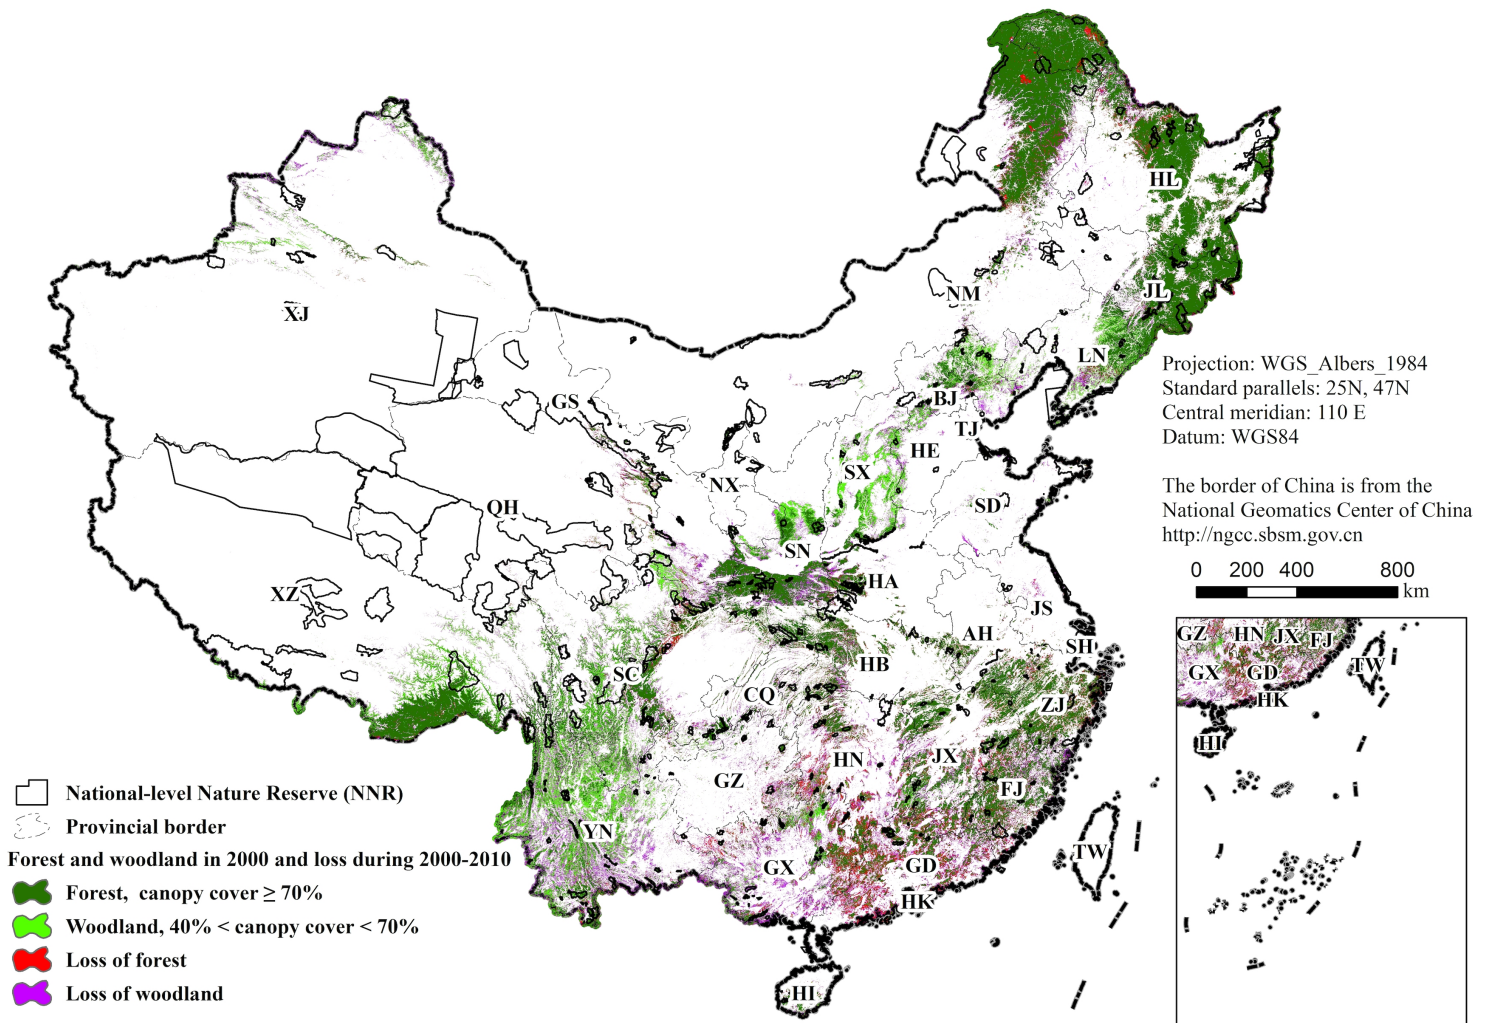 HL
JL
NM
XJ
LN
Projection: WGS_Albers_1984
Standard parallels: 25N, 47N
Central meridian: 110 E
Datum: WGS84
BJ
GS
TJ
HE
SX
NX
The border of China is from the
National Geomatics Center of China
http://ngcc.sbsm.gov.cn
QH
SD
SN
0 200 400 800 km
HA
XZ
JS
AH
SH
GZ HN JX FJ
HB
TW
SC
GX GD
CQ
HK
ZJ
HI
HN
JX
GZ
FJ
National-level Nature Reserve (NNR)
Provincial border
YN
Forest and woodland in 2000 and loss during 2000-2010
TW
GX
GD
Forest, canopy cover ≥ 70%
HK
Woodland, 40% < canopy cover < 70%
Loss of forest
Loss of woodland
HI